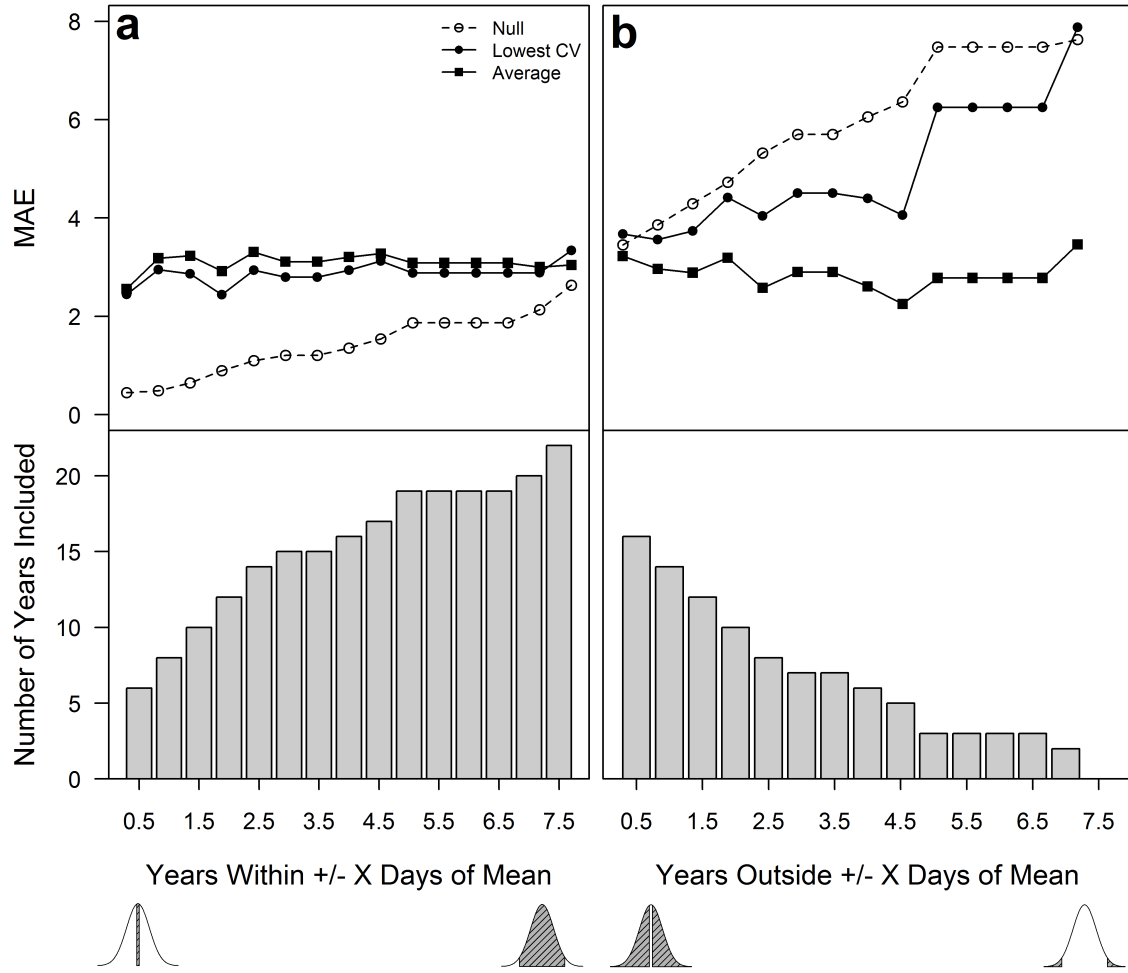 a
b
Null
Lowest CV
Average
MAE
8
6
4
2
0
Number of Years Included
20
15
10
5
0
0.5 1.5 2.5 3.5 4.5 5.5 6.5 7.5
0.5 1.5 2.5 3.5 4.5 5.5 6.5 7.5
Years Within +/- X Days of Mean
Years Outside +/- X Days of Mean